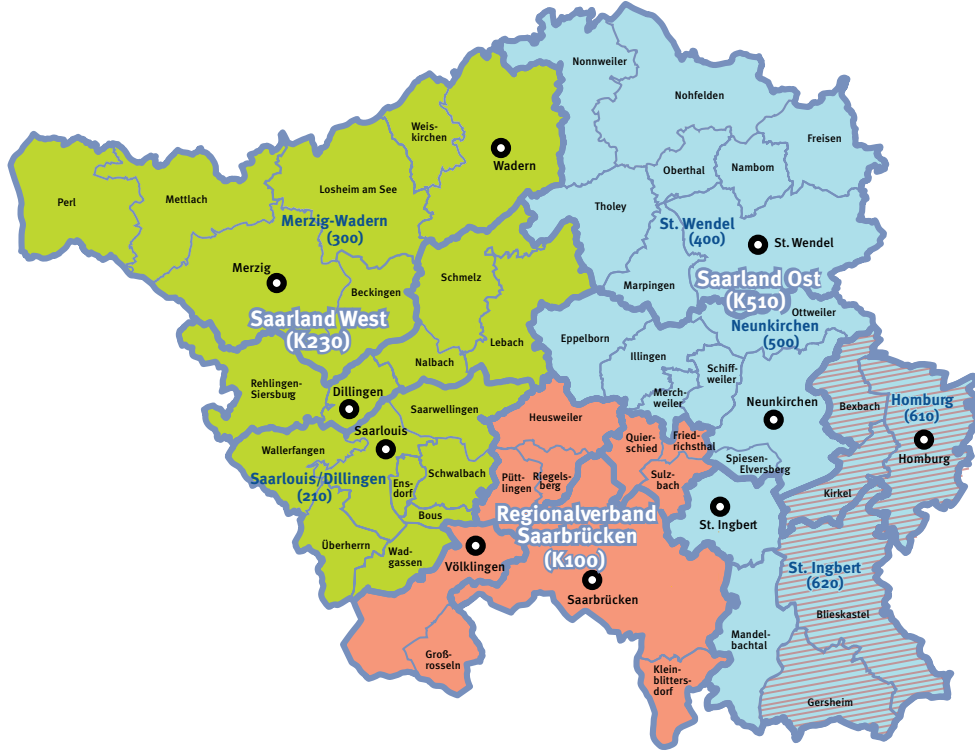 Nonnweiler
Nohfelden
Freisen
Weis-
kirchen
Wadern
Oberthal
Nambom
Perl
Mettlach
Losheim am See
Tholey
Merzig-Wadern
(300)
St. Wendel
(400)
St. Wendel
Merzig
Beckingen
Schmelz
Marpingen
Saarland Ost
(K510)
Ottweiler
Saarland West
(K230)
Neunkirchen
(500)
Lebach
Eppelborn
Illingen
Nalbach
Schiff-
weiler
Rehlingen-
Siersburg
Dillingen
Merch-
weiler
Neunkirchen
Bexbach
Homburg
(610)
Saarwellingen
Heusweiler
Saarlouis
Quier-
schied
Fried-
richsthal
Homburg
Wallerfangen
Spiesen-
Elversberg
Saarlouis/Dillingen
(210)
Ens-
dorf
Schwalbach
Pütt-
lingen
Riegels-
berg
Sulz-
bach
Kirkel
Bous
Regionalverband
Saarbrücken
(K100)
St. Ingbert
Überherrn
Wad-
gassen
Völklingen
St. Ingbert
(620)
Saarbrücken
Blieskastel
Mandel-
bachtal
Groß-
rosseln
Klein-
blitters-
dorf
Gersheim